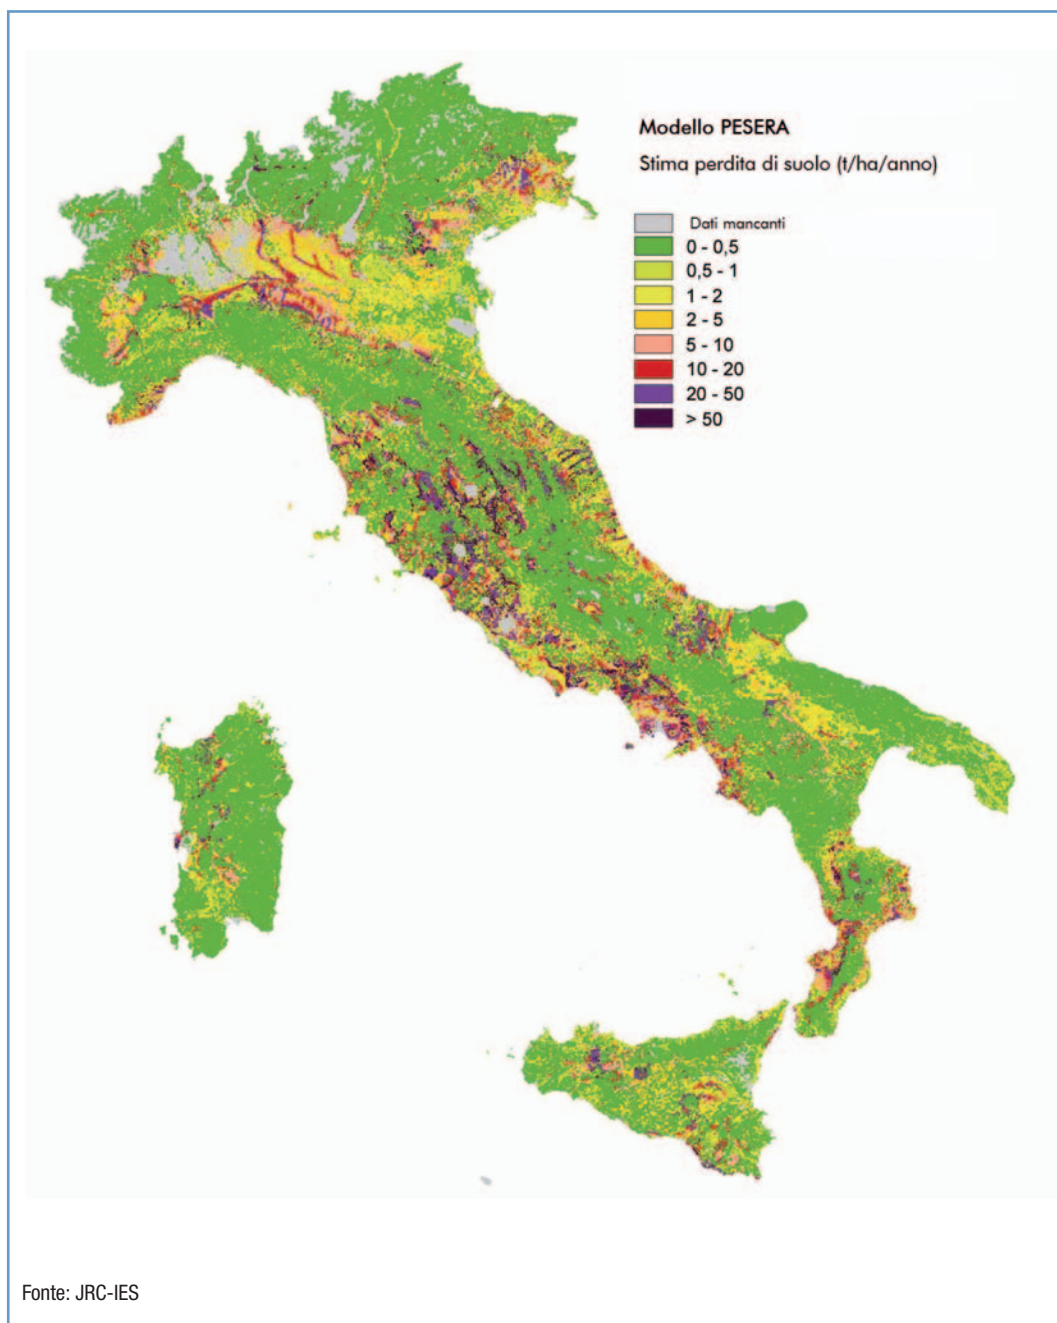 Modello PESERA
Stima perdita di suolo (t/ha/anno)
Dati mancanti
0 - 0,5
0,5 - 1
1 - 2
2 - 5
5 - 10
10 - 20
20 - 50
> 50
Fonte: JRC-IES